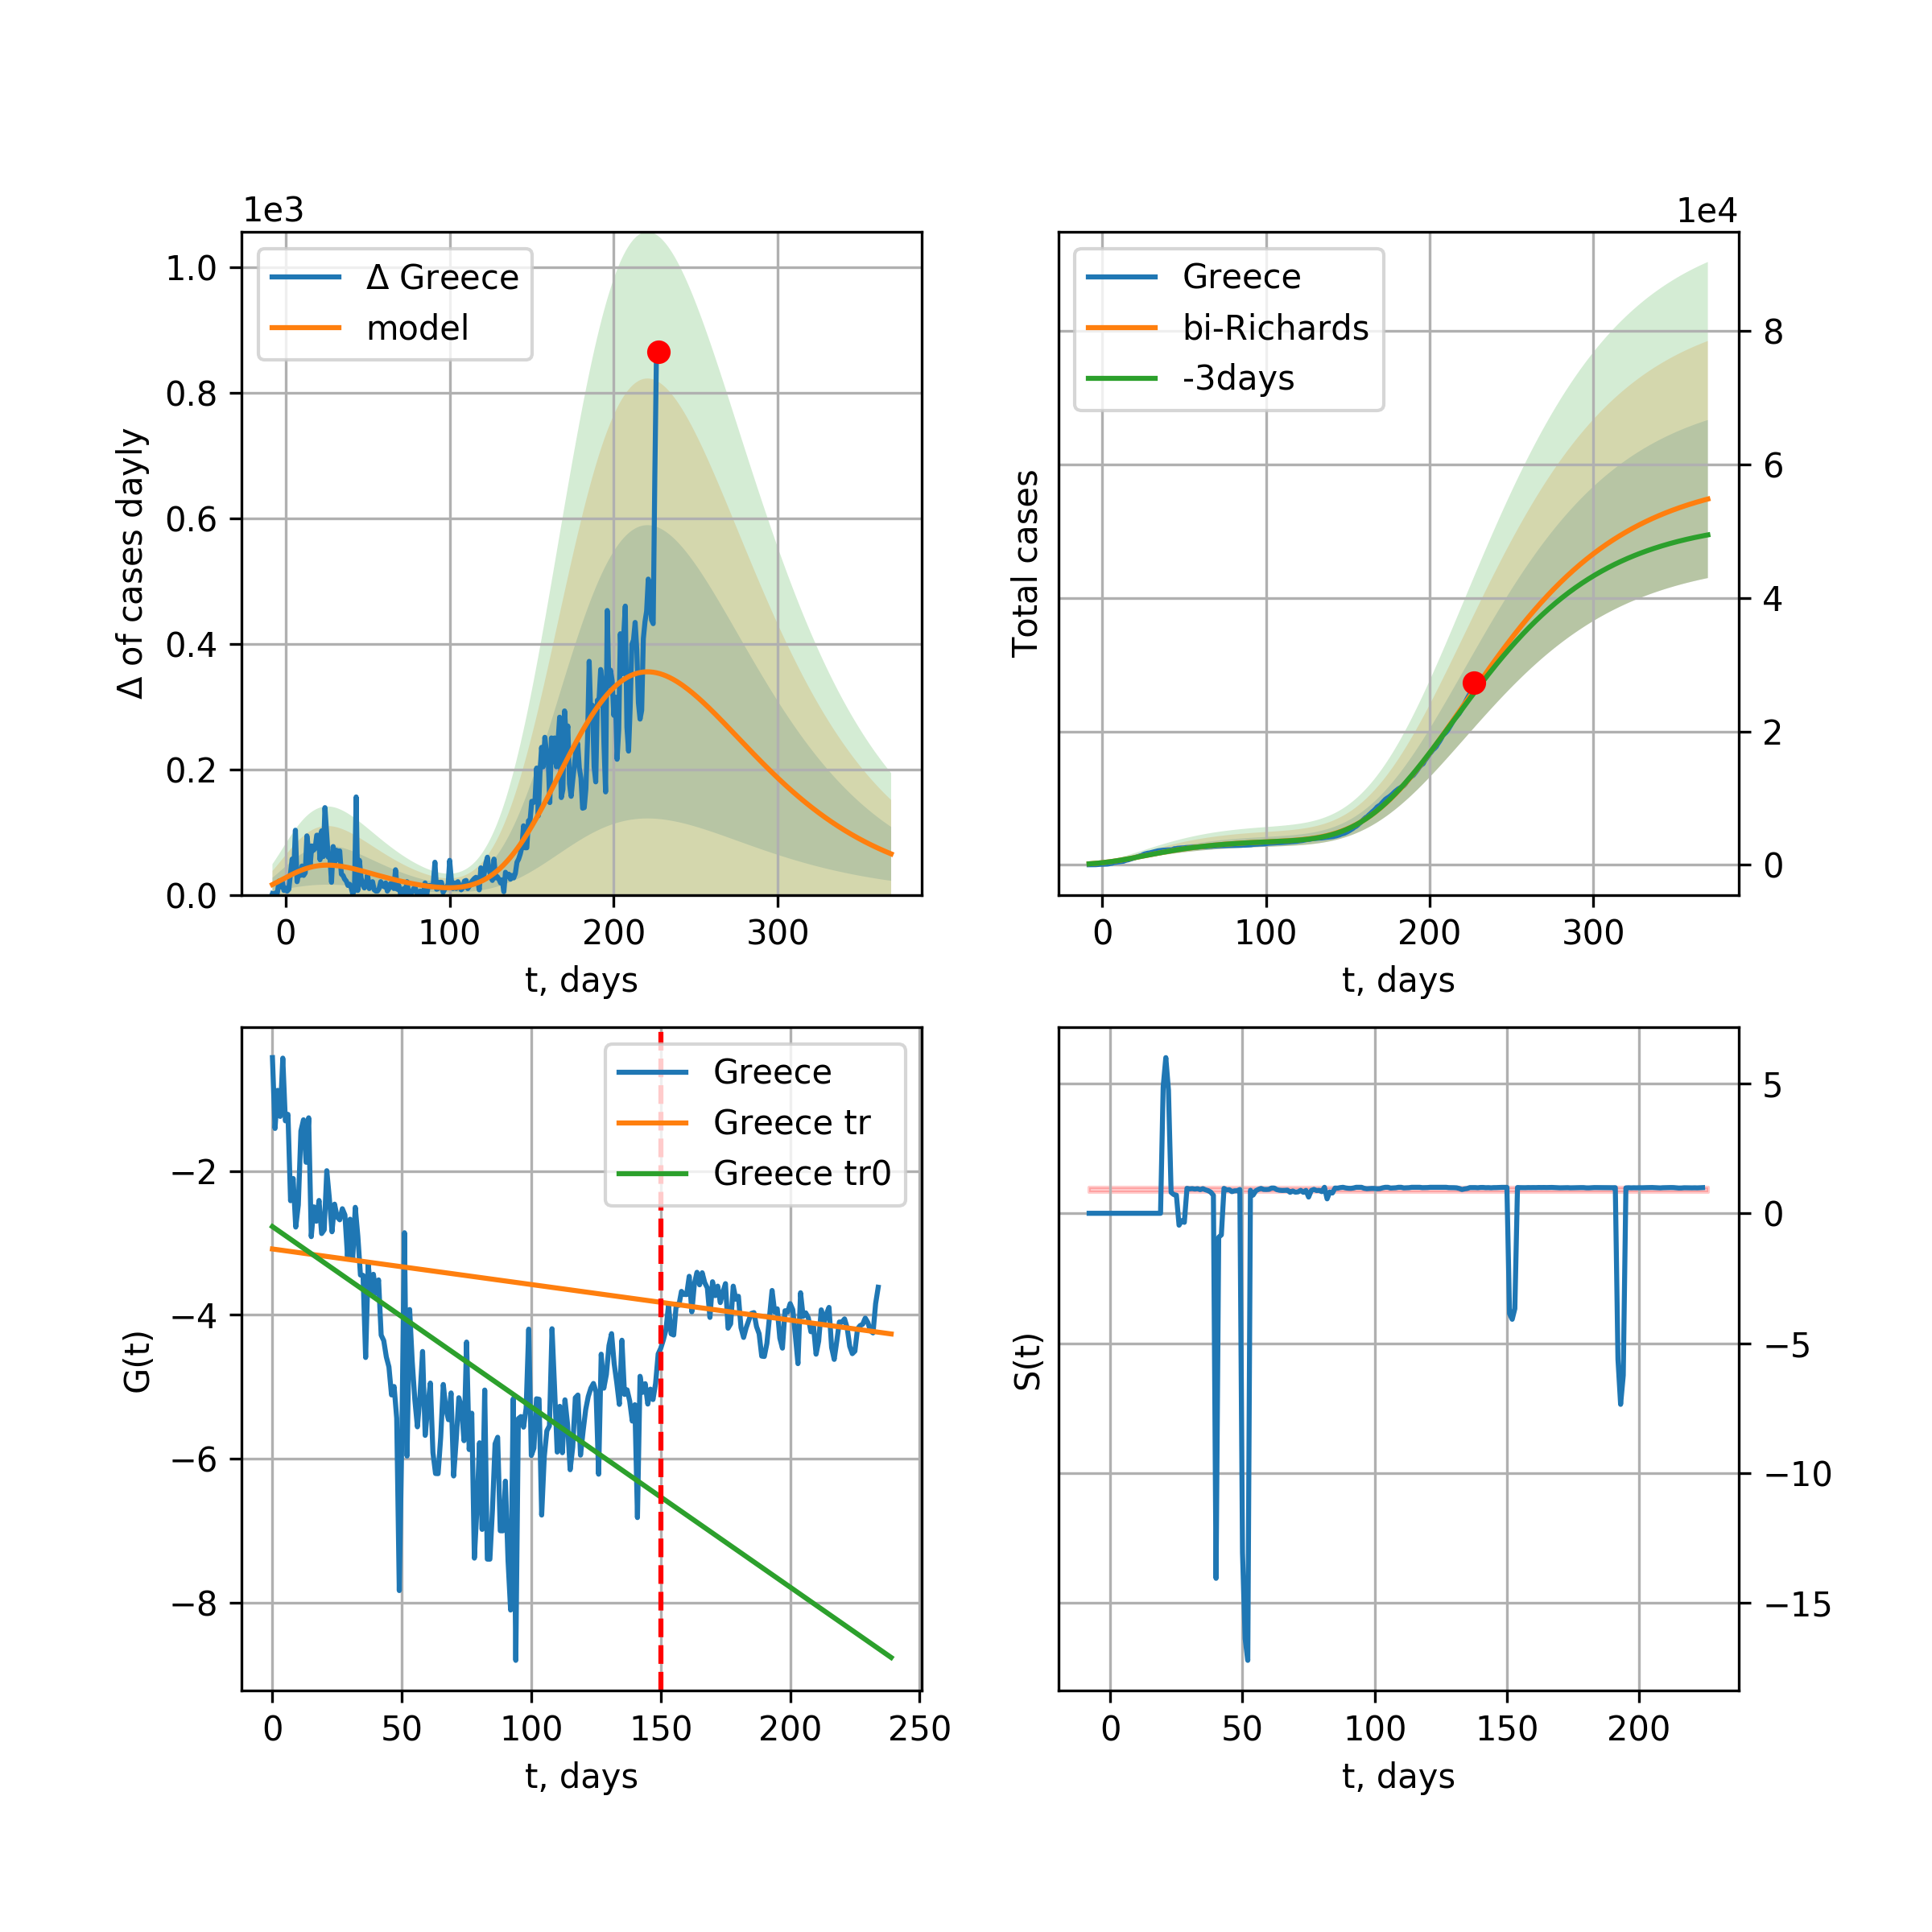 1e3
Δ Greece
model
1.0
0.8
0.6
0.4
0.2
0.0
Δ of cases dayly
0 100 200 300
t, days
1e4
Greece
bi-Richards
-3days
8
6
4
2
0
Total cases
0 100 200 300
t, days
Greece
Greece tr
Greece tr0
−2
−4
−6
−8
G(t)
0 50 100 150 200 250
t, days
5
0
−5
−10
−15
S(t)
0 50 100 150 200
t, days